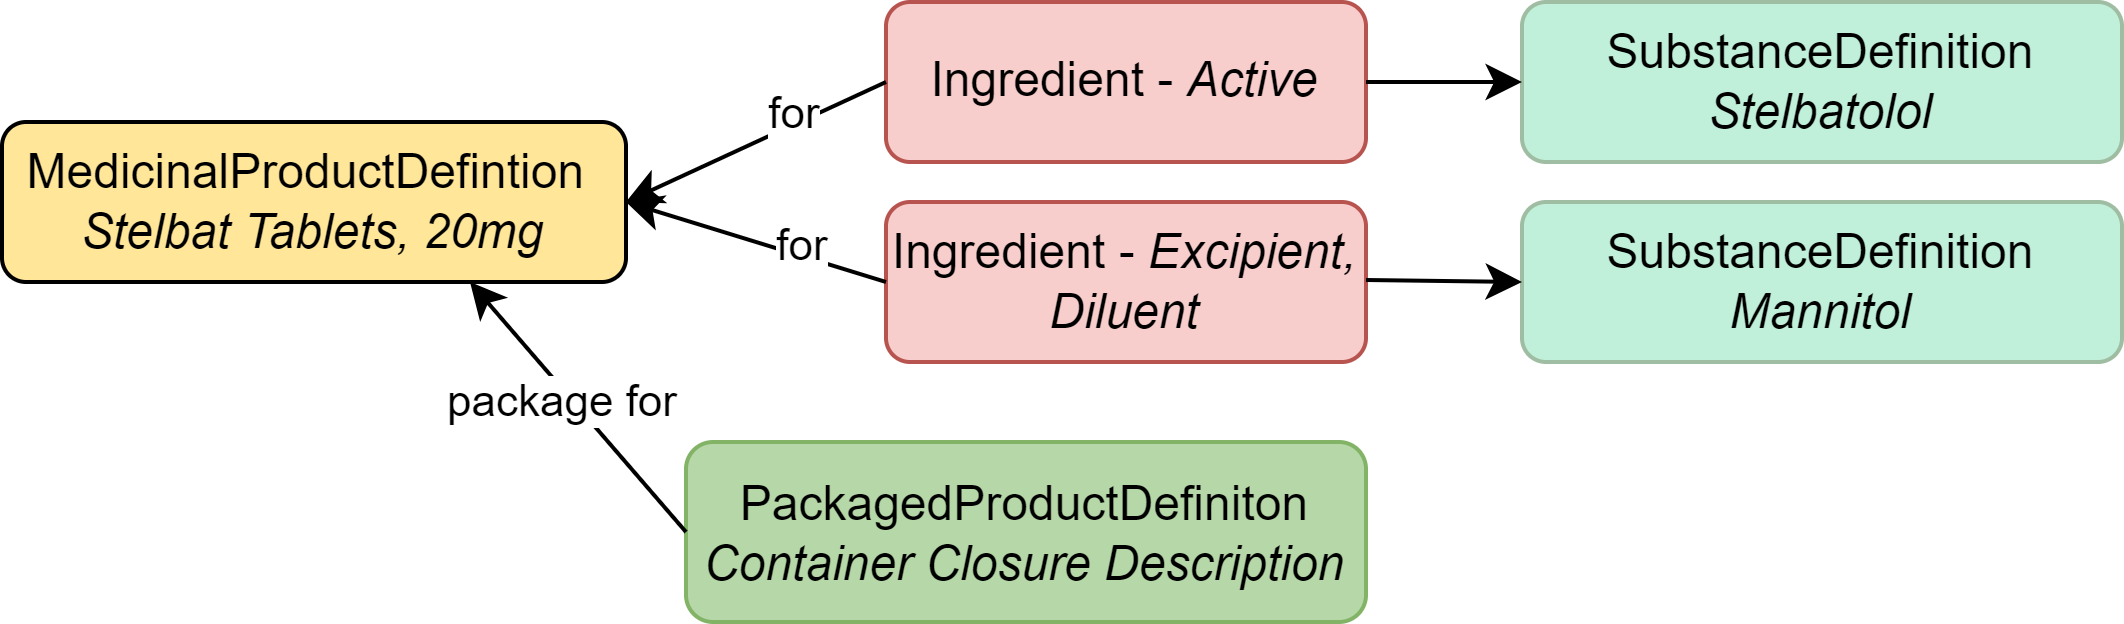 MedicinalProductDefintion
Stelbat Tablets, 20mg
for
for
package for
Ingredient - Active
Ingredient - Excipient,
Diluent
SubstanceDefinition
Stelbatolol
SubstanceDefinition
Mannitol
PackagedProductDefiniton
Container Closure Description